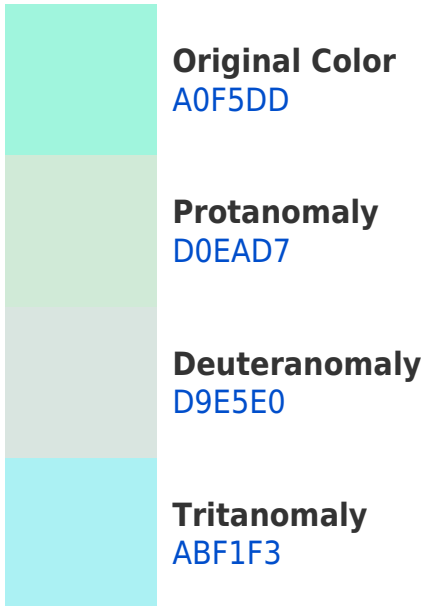 Original Color
A0F5DD
Protanomaly
D0EAD7
Deuteranomaly
D9E5E0
Tritanomaly
ABF1F3